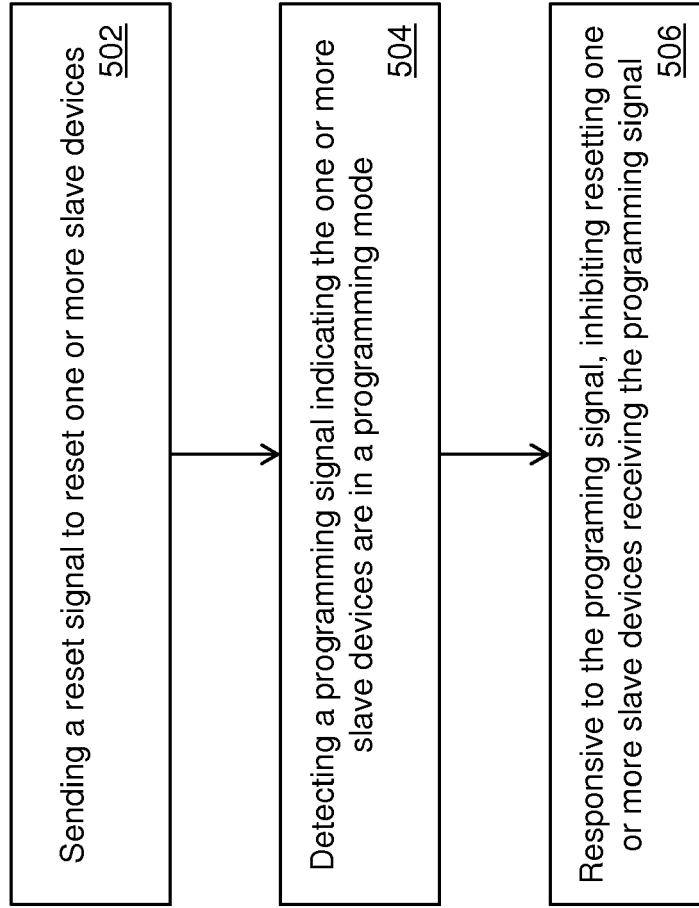 Sending a reset signal to reset one or more slave devices
502
Detecting a programming signal indicating the one or more
slave devices are in a programming mode
504
Responsive to the programing signal, inhibiting resetting one
or more slave devices receiving the programming signal
506